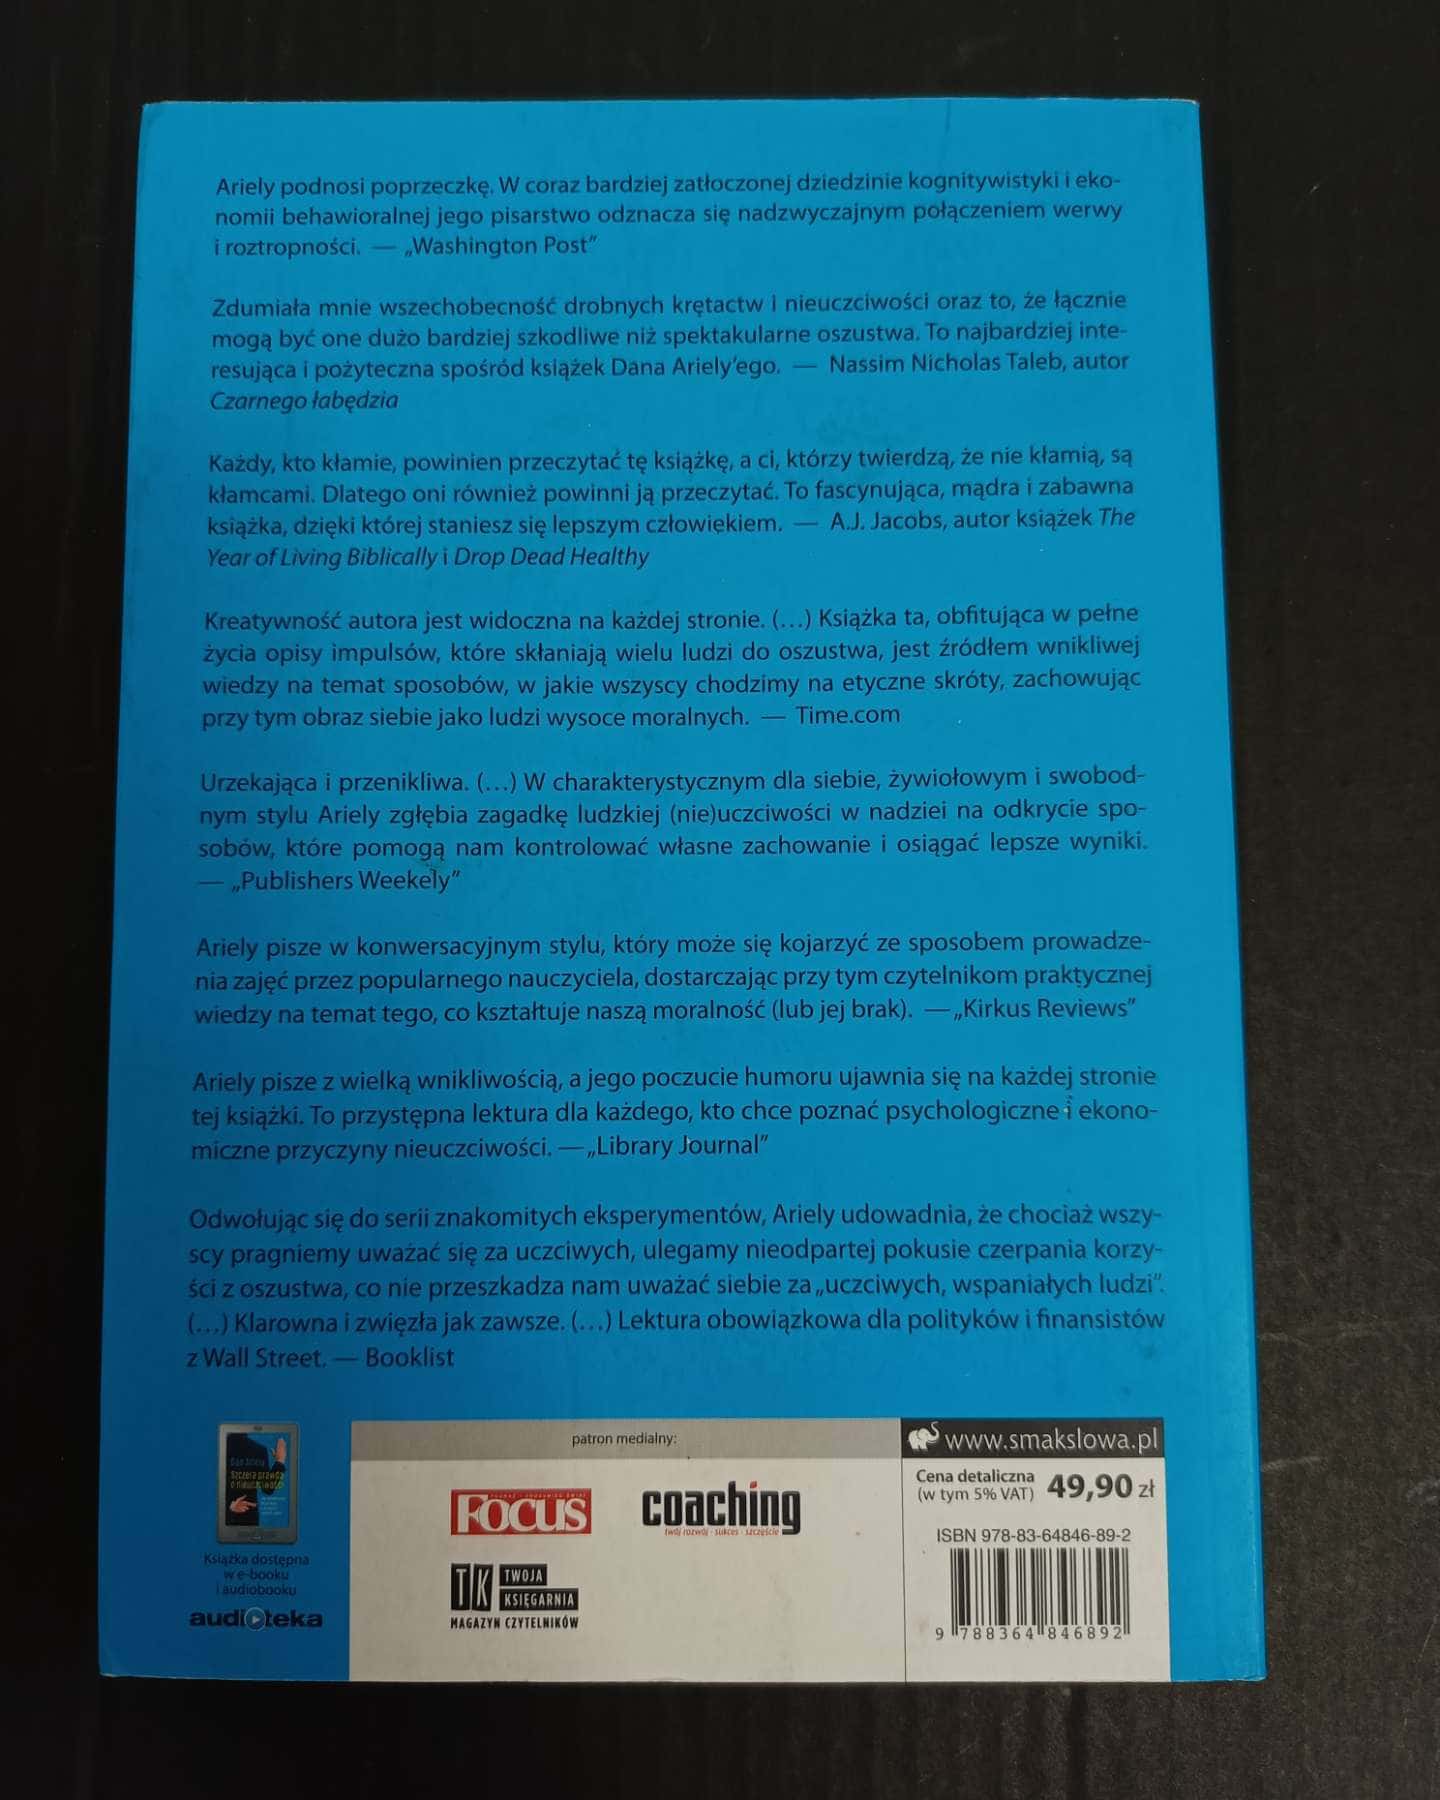 Ariely podnosi poprzeczkę. W coraz bardziej zatłoczonej dziedzinie kognitywistyki i eko-
nomii behawioralnej jego pisarstwo odznacza się nadzwyczajnym połączeniem werwy
i roztropności. — „Washington Post”
Zdumiała mnie wszechobecność drobnych krętactw i nieuczciwości oraz to, że łącznie
mogą być one dużo bardziej szkodliwe niż spektakularne oszustwa. To najbardziej inte-
resująca i pożyteczna spośród książek Dana Ariely’ego. — Nassim Nicholas Taleb, autor
Czarnego łabędzia
Każdy, kto kłamie, powinien przeczytać tę książkę, a ci, którzy twierdzą, że nie kłamią, są
kłamcami. Dlatego oni również powinni ją przeczytać. To fascynująca, mądra i zabawna
książka, dzięki której staniesz się lepszym człowiekiem. — A.J. Jacobs, autor książek The
Year of Living Biblically i Drop Dead Healthy
Kreatywność autora jest widoczna na każdej stronie. (…) Książka ta, obfitująca w pełne
życia opisy impulsów, które skłaniają wielu ludzi do oszustwa, jest źródłem wnikliwej
wiedzy na temat sposobów, w jakie wszyscy chodzimy na etyczne skróty, zachowując
przy tym obraz siebie jako ludzi wysoce moralnych. — Time.com
Urzekająca i przenikliwa. (…) W charakterystycznym dla siebie, żywiołowym i swobod-
nym stylu Ariely zgłębia zagadkę ludzkiej (nie)uczciwości w nadziei na odkrycie spo-
sobów, które pomogą nam kontrolować własne zachowanie i osiągać lepsze wyniki.
— „Publishers Weekely”
Ariely pisze w konwersacyjnym stylu, który może się kojarzyć ze sposobem prowadze-
nia zajęć przez popularnego nauczyciela, dostarczając przy tym czytelnikom praktycznej
wiedzy na temat tego, co kształtuje naszą moralność (lub jej brak). — „Kirkus Reviews”
Ariely pisze z wielką wnikliwością, a jego poczucie humoru ujawnia się na każdej stronie
tej książki. To przystępna lektura dla każdego, kto chce poznać psychologiczne i ekono-
miczne przyczyny nieuczciwości. — „Library Journal”
Odwołując się do serii znakomitych eksperymentów, Ariely udowadnia, że chociaż wszy-
scy pragniemy uważać się za uczciwych, ulegamy nieodpartej pokusie czerpania korzy-
ści z oszustwa, co nie przeszkadza nam uważać siebie za „uczciwych, wspaniałych ludzi”.
(…) Klarowna i zwięzła jak zawsze. (…) Lektura obowiązkowa dla polityków i finansistów
z Wall Street. — Booklist
Dan Ariely
Szczera prawda
o nieuczciwości
Książka dostępna
w e-booku
i audiobooku
audioteka
patron medialny:
FOCUS
coaching
twój rozwój · sukces · szczęście
TK TWOJA
KSIĘGARNIA
MAGAZYN CZYTELNIKÓW
www.smakslowa.pl
Cena detaliczna
(w tym 5% VAT) 49,90 zł
ISBN 978-83-64846-89-2
9 788364 846892